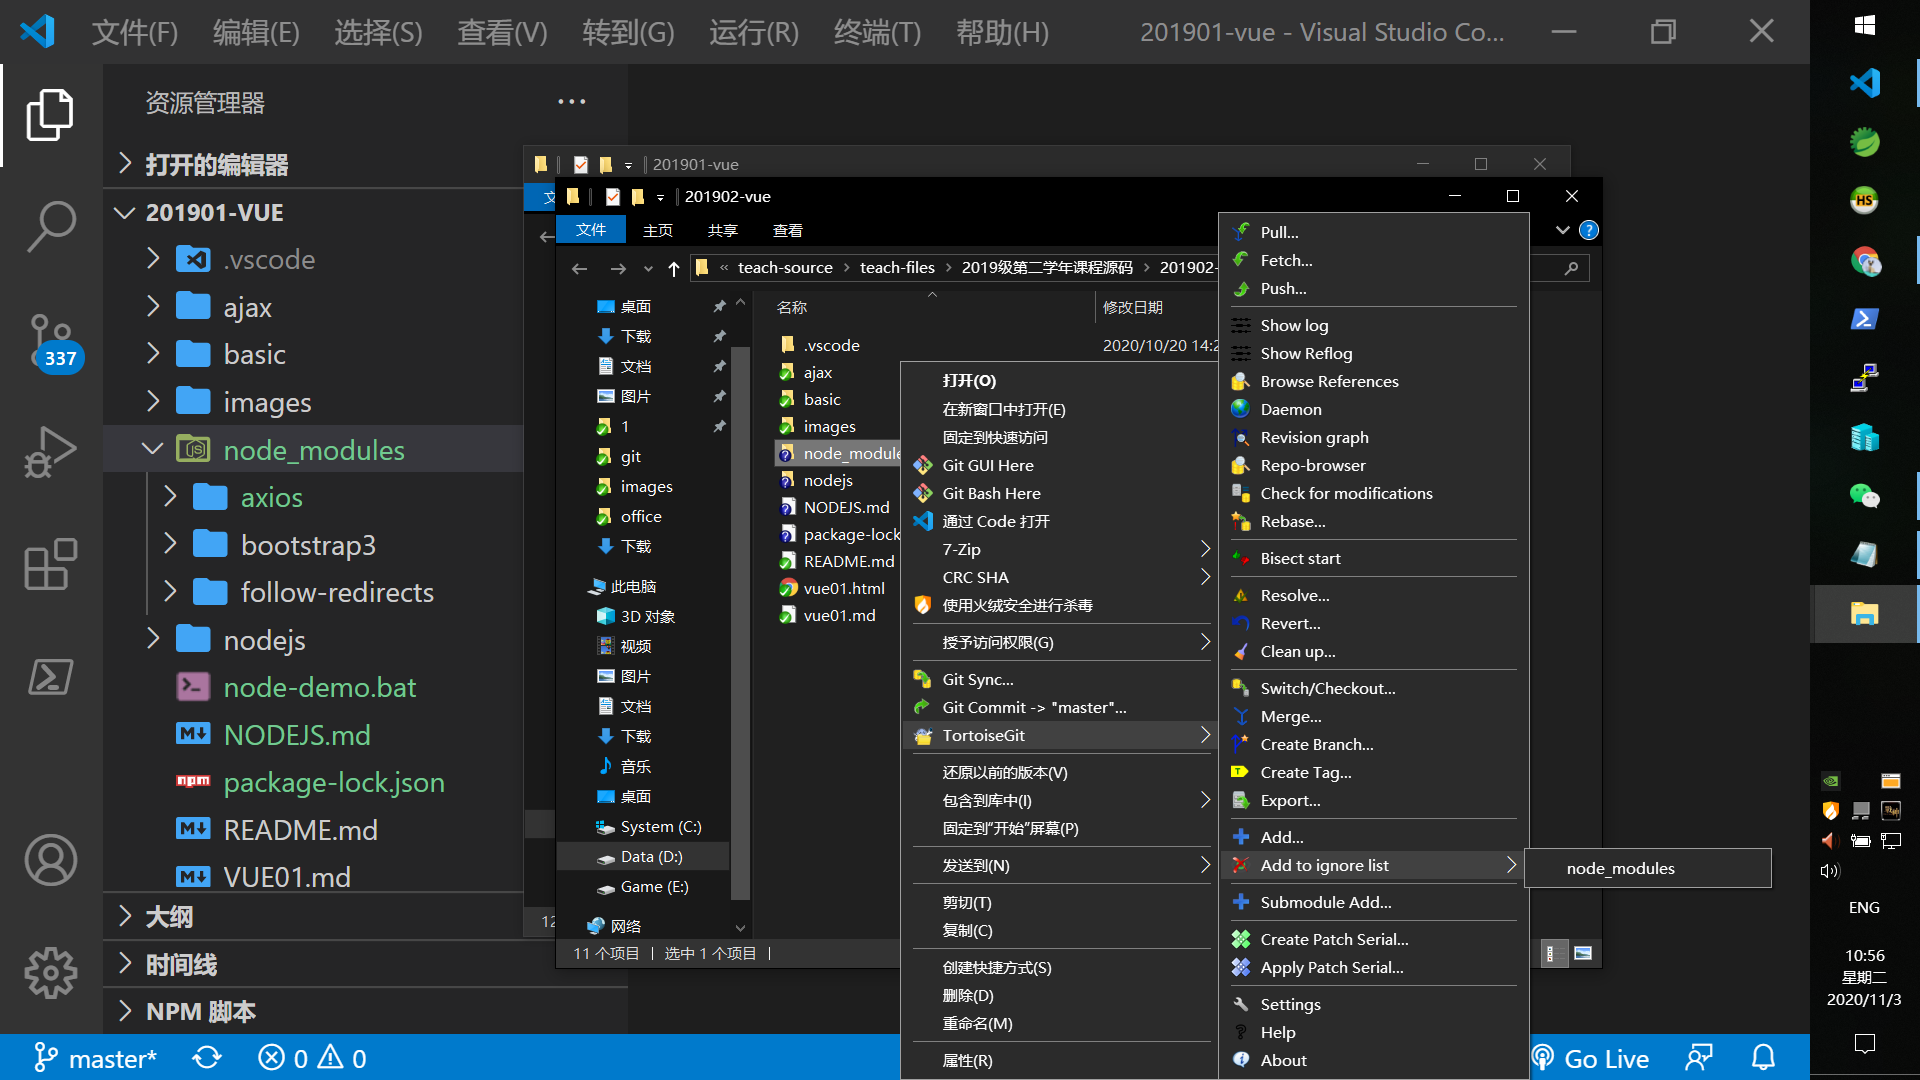 文件(F) 编辑(E) 选择(S) 查看(V) 转到(G) 运行(R) 终端(T) 帮助(H) 201901-vue - Visual Studio Co...
资源管理器
打开的编辑器
201901-VUE
.vscode
ajax
basic
images
node_modules
axios
bootstrap3
follow-redirects
nodejs
node-demo.bat
NODEJS.md
package-lock.json
README.md
VUE01.md
大纲
时间线
NPM 脚本
337
master*
0 0
Go Live
201901-vue
文
12
201902-vue
文件 主页 共享 查看
« teach-source › teach-files › 2019级第二学年课程源码 › 201902-
桌面
下载
文档
图片
1
git
images
office
下载
此电脑
3D 对象
视频
图片
文档
下载
音乐
桌面
System (C:)
Data (D:)
Game (E:)
网络
11 个项目 选中 1 个项目
名称 修改日期
.vscode 2020/10/20 14:2
ajax
basic
images
node_module
nodejs
NODEJS.md
package-lock
README.md
vue01.html
vue01.md
打开(O)
在新窗口中打开(E)
固定到快速访问
Git GUI Here
Git Bash Here
通过 Code 打开
7-Zip
CRC SHA
使用火绒安全进行杀毒
授予访问权限(G)
Git Sync...
Git Commit -> "master"...
TortoiseGit
还原以前的版本(V)
包含到库中(I)
固定到“开始”屏幕(P)
发送到(N)
剪切(T)
复制(C)
创建快捷方式(S)
删除(D)
重命名(M)
属性(R)
Pull...
Fetch...
Push...
Show log
Show Reflog
Browse References
Daemon
Revision graph
Repo-browser
Check for modifications
Rebase...
Bisect start
Resolve...
Revert...
Clean up...
Switch/Checkout...
Merge...
Create Branch...
Create Tag...
Export...
Add...
Add to ignore list
Submodule Add...
Create Patch Serial...
Apply Patch Serial...
Settings
Help
About
node_modules
HS
ENG
10:56
星期二
2020/11/3